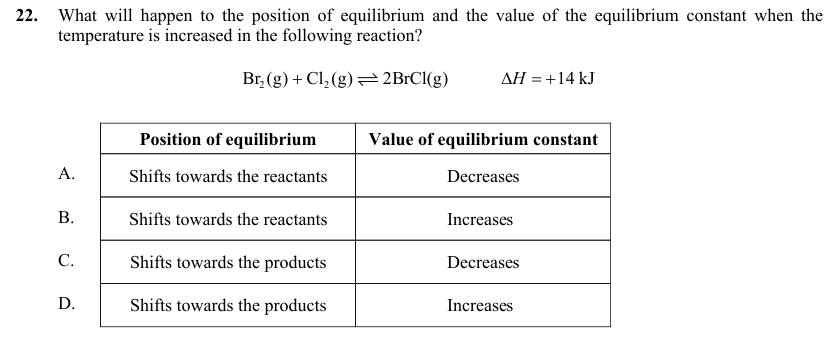 22. What will happen to the position of equilibrium and the value of the equilibrium constant when the
temperature is increased in the following reaction?
Br₂(g) + Cl₂(g) ⇌ 2BrCl(g) ΔH = +14 kJ
Position of equilibrium Value of equilibrium constant
A. Shifts towards the reactants Decreases
B. Shifts towards the reactants Increases
C. Shifts towards the products Decreases
D. Shifts towards the products Increases